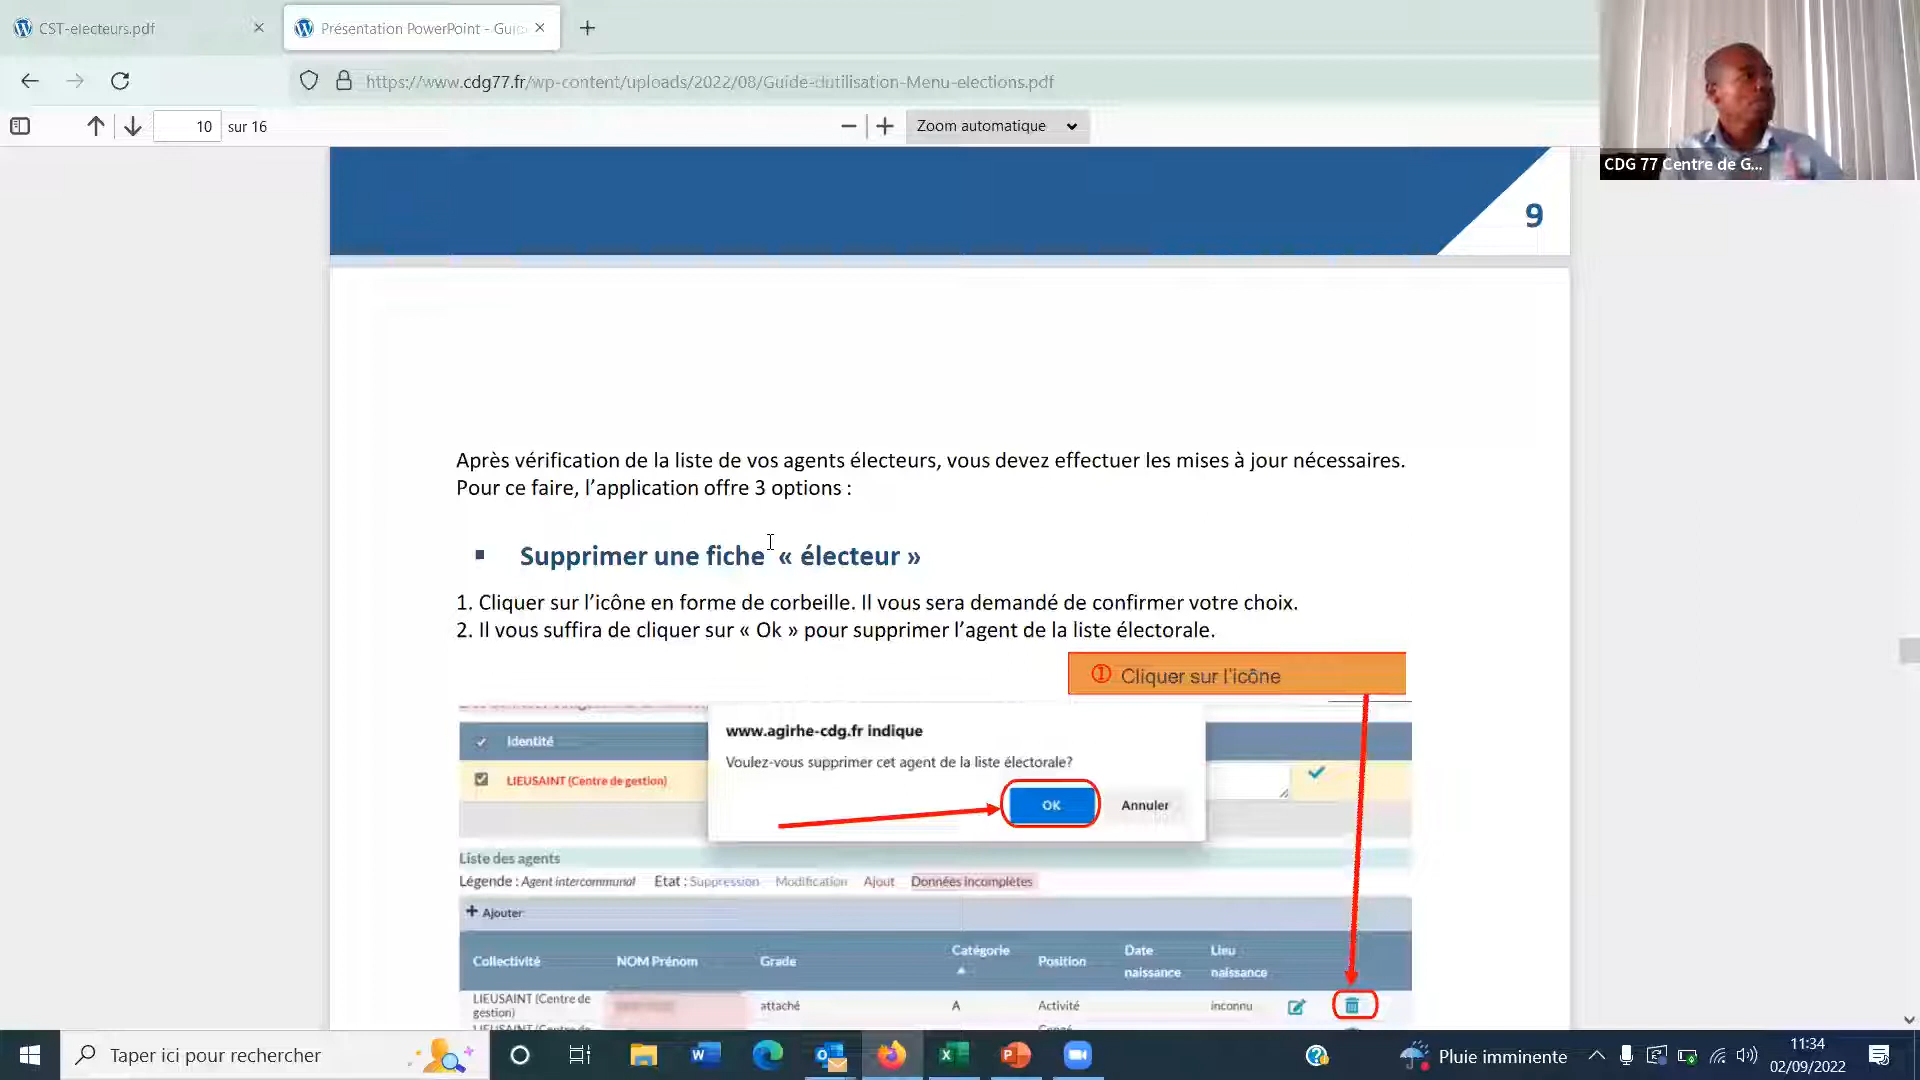 CST-electeurs.pdf
Présentation PowerPoint - Guid
https://www.cdg77.fr/wp-content/uploads/2022/08/Guide-dutilisation-Menu-elections.pdf
10 sur 16
Zoom automatique
CDG 77 Centre de G...
9
Après vérification de la liste de vos agents électeurs, vous devez effectuer les mises à jour nécessaires.
Pour ce faire, l’application offre 3 options :
▪ Supprimer une fiche « électeur »
1. Cliquer sur l’icône en forme de corbeille. Il vous sera demandé de confirmer votre choix.
2. Il vous suffira de cliquer sur « Ok » pour supprimer l’agent de la liste électorale.
① Cliquer sur l’icône
www.agirhe-cdg.fr indique
Identité
Voulez-vous supprimer cet agent de la liste électorale?
LIEUSAINT (Centre de gestion)
OK
Annuler
Liste des agents
Légende : Agent intercommunal Etat : Suppression Modification Ajout Données incomplètes
+ Ajouter
Collectivité NOM Prénom Grade Catégorie Position Date naissance Lieu naissance
LIEUSAINT (Centre de gestion) attaché A Activité inconnu
LIEUSAINT (Centre de Congé
Taper ici pour rechercher
Pluie imminente
11:34
02/09/2022